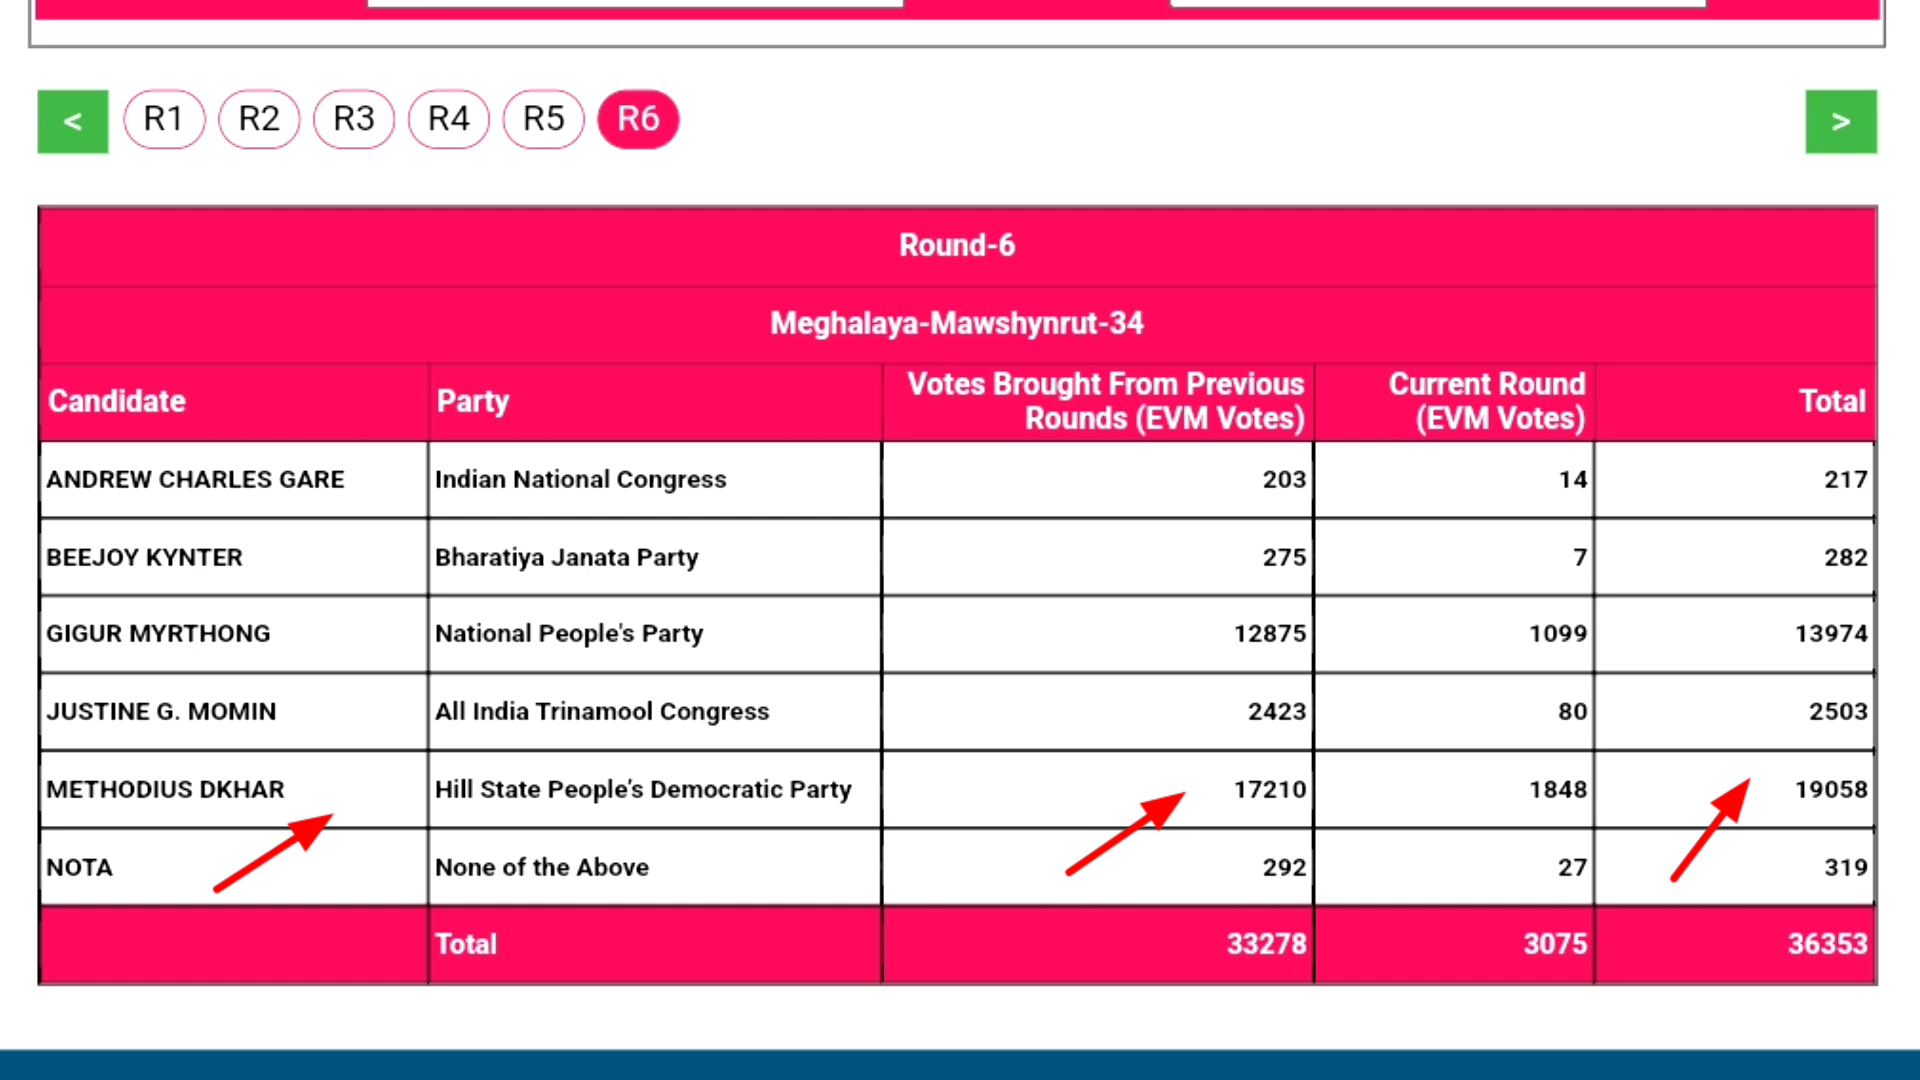 < R1 R2 R3 R4 R5 R6 >
Round-6
Meghalaya-Mawshynrut-34
Candidate Party Votes Brought From Previous Rounds (EVM Votes) Current Round (EVM Votes) Total
ANDREW CHARLES GARE Indian National Congress 203 14 217
BEEJOY KYNTER Bharatiya Janata Party 275 7 282
GIGUR MYRTHONG National People's Party 12875 1099 13974
JUSTINE G. MOMIN All India Trinamool Congress 2423 80 2503
METHODIUS DKHAR Hill State People’s Democratic Party 17210 1848 19058
NOTA None of the Above 292 27 319
Total 33278 3075 36353